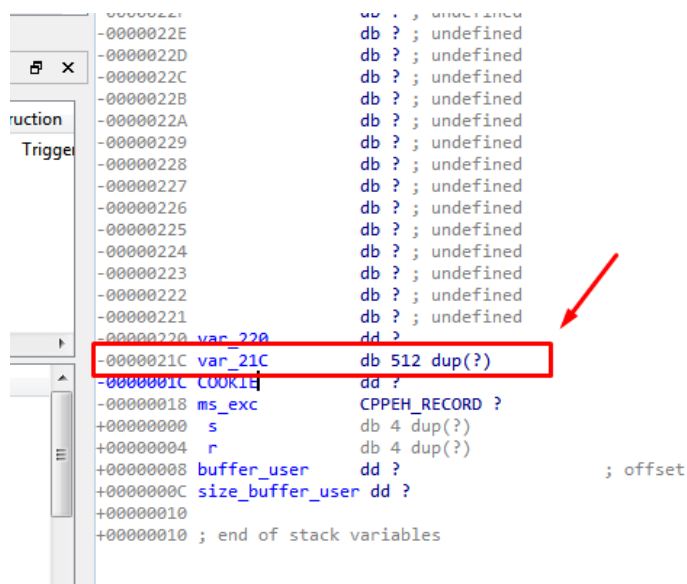 -0000022F db ? ; undefined
-0000022E db ? ; undefined
-0000022D db ? ; undefined
-0000022C db ? ; undefined
-0000022B db ? ; undefined
-0000022A db ? ; undefined
-00000229 db ? ; undefined
-00000228 db ? ; undefined
-00000227 db ? ; undefined
-00000226 db ? ; undefined
-00000225 db ? ; undefined
-00000224 db ? ; undefined
-00000223 db ? ; undefined
-00000222 db ? ; undefined
-00000221 db ? ; undefined
-00000220 var_220 dd ?
-0000021C var_21C db 512 dup(?)
-0000001C COOKIE dd ?
-00000018 ms_exc CPPEH_RECORD ?
+00000000 s db 4 dup(?)
+00000004 r db 4 dup(?)
+00000008 buffer_user dd ? ; offset
+0000000C size_buffer_user dd ?
+00000010
+00000010 ; end of stack variables
ruction
Trigger